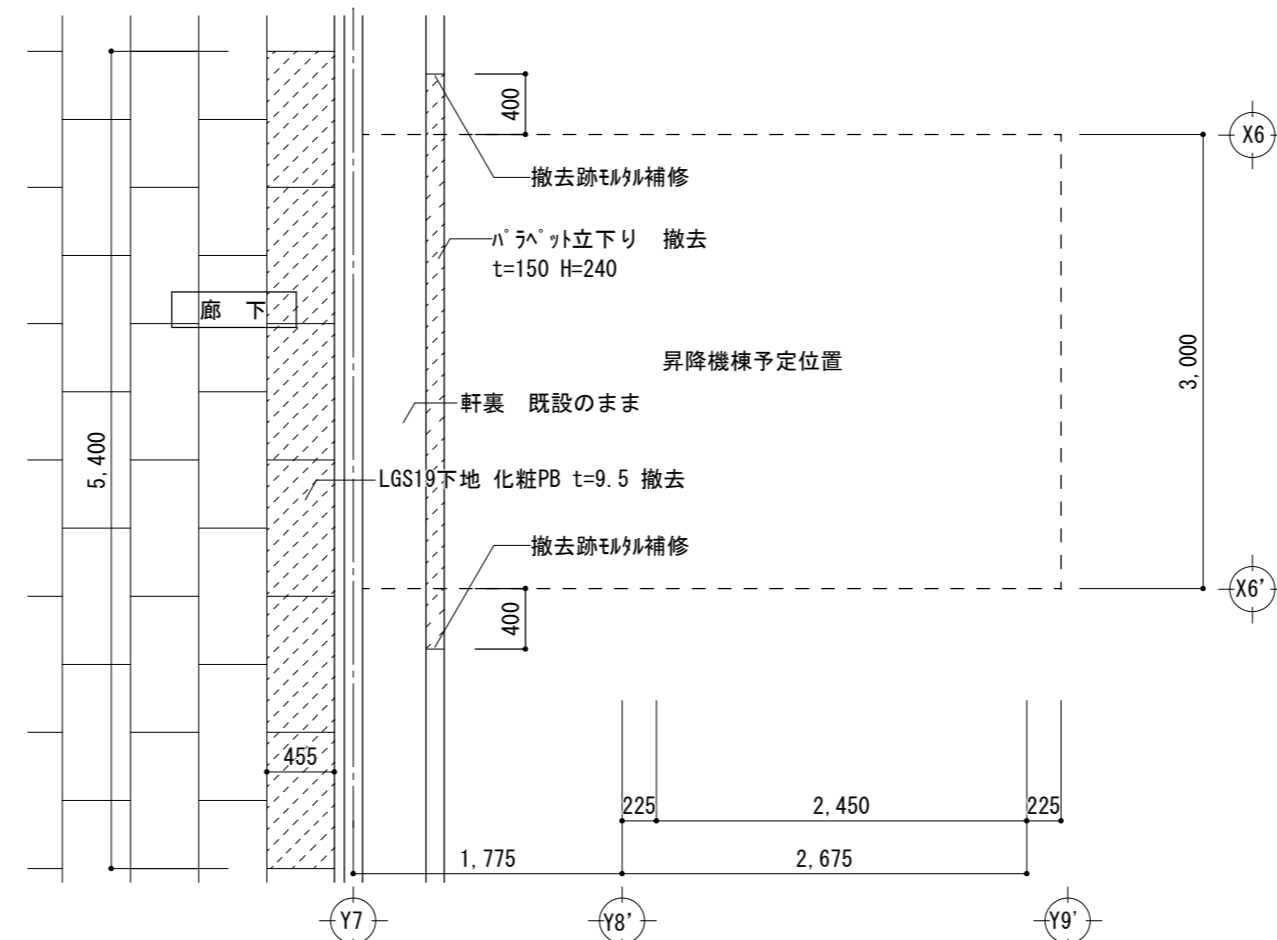 400
X6
撤去跡ﾓﾙﾀﾙ補修
ﾊﾟﾗﾍﾟｯﾄ立下り　撤去
t=150 H=240
廊　下
昇降機棟予定位置
3,000
軒裏　既設のまま
5,400
LGS19下地 化粧PB t=9.5 撤去
撤去跡ﾓﾙﾀﾙ補修
X6'
400
455
225
2,450
225
1,775
2,675
Y7
Y8'
Y9'